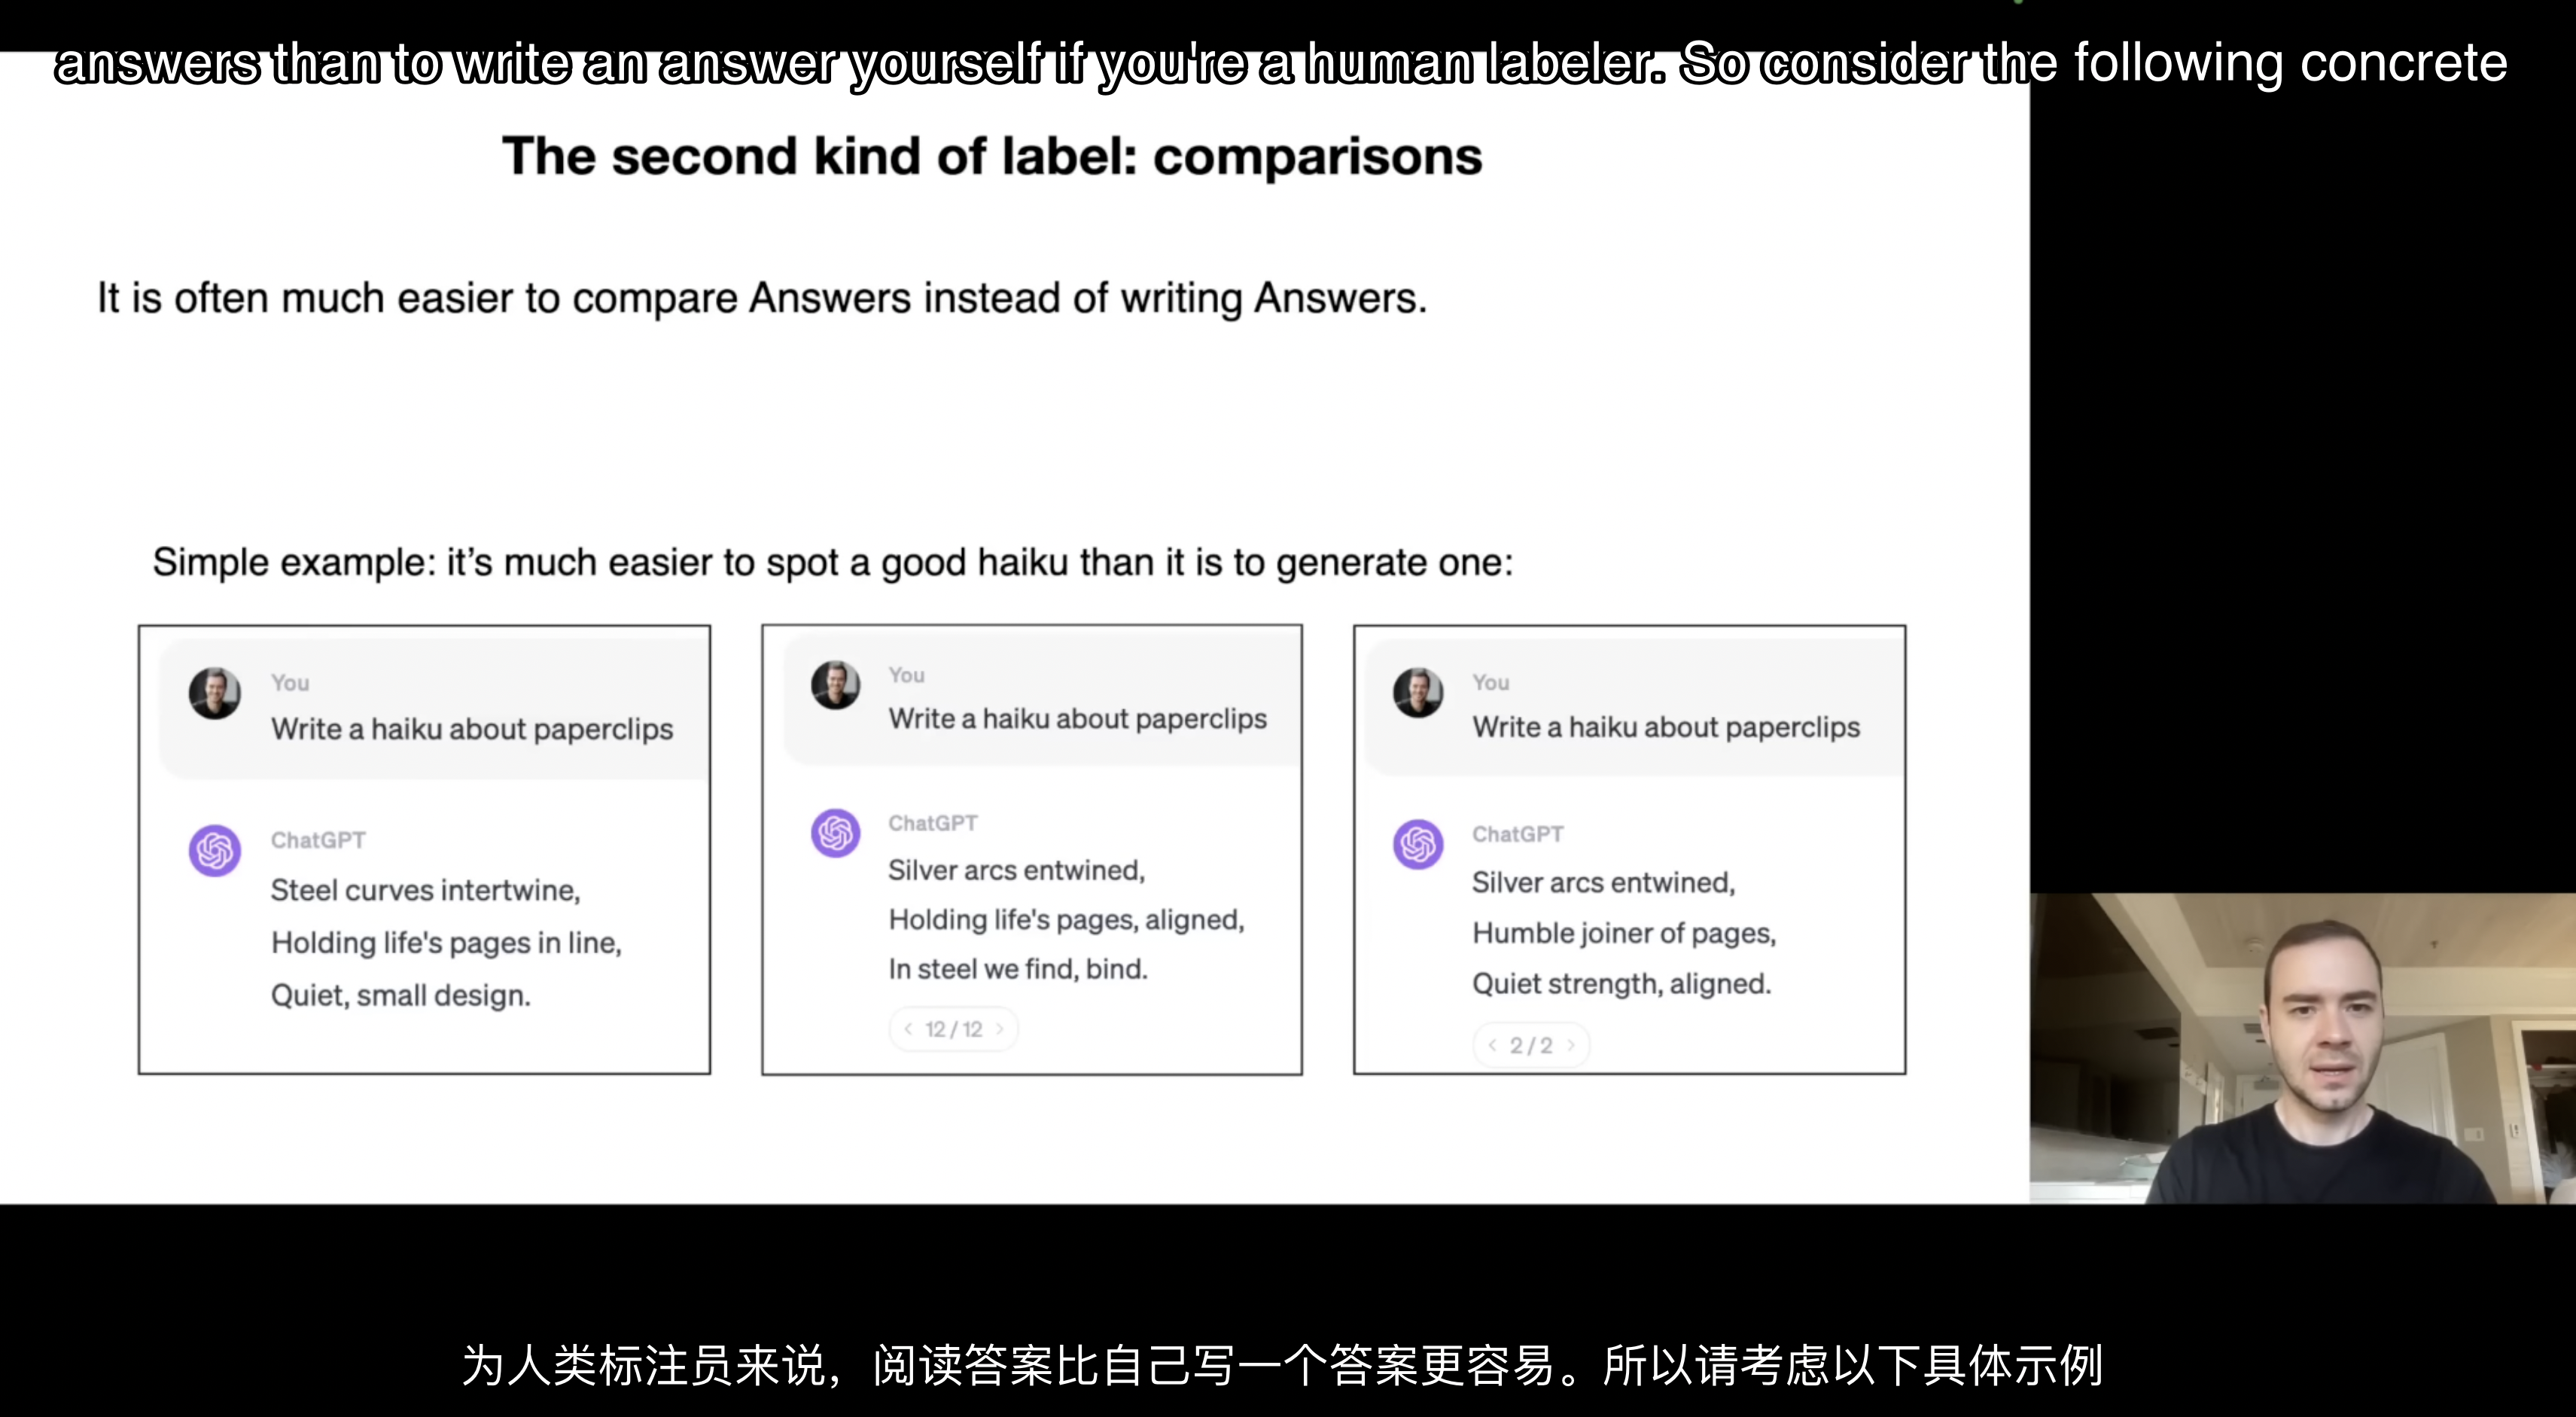 answers than to write an answer yourself if you're a human labeler. So consider the following concrete
The second kind of label: comparisons
It is often much easier to compare Answers instead of writing Answers.
Simple example: it's much easier to spot a good haiku than it is to generate one:
You
Write a haiku about paperclips
ChatGPT
Steel curves intertwine,
Holding life's pages in line,
Quiet, small design.
You
Write a haiku about paperclips
ChatGPT
Silver arcs entwined,
Holding life's pages, aligned,
In steel we find, bind.
< 12 / 12 >
You
Write a haiku about paperclips
ChatGPT
Silver arcs entwined,
Humble joiner of pages,
Quiet strength, aligned.
< 2 / 2 >
为人类标注员来说，阅读答案比自己写一个答案更容易。所以请考虑以下具体示例